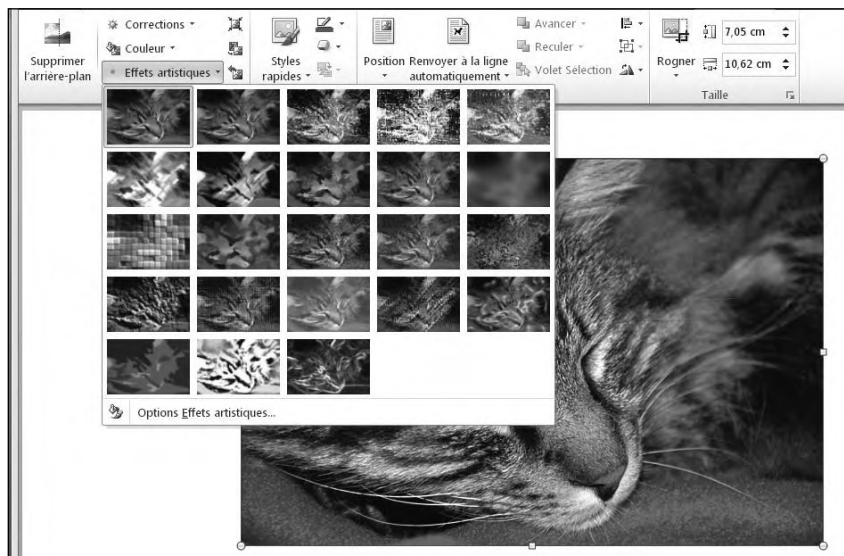 Supprimer
l'arrière-plan
Corrections
Couleur
Effets artistiques
Styles
rapides
Position
Renvoyer à la ligne
automatiquement
Avancer
Reculer
Volet Sélection
Rogner
7,05 cm
10,62 cm
Taille
Options Effets artistiques...